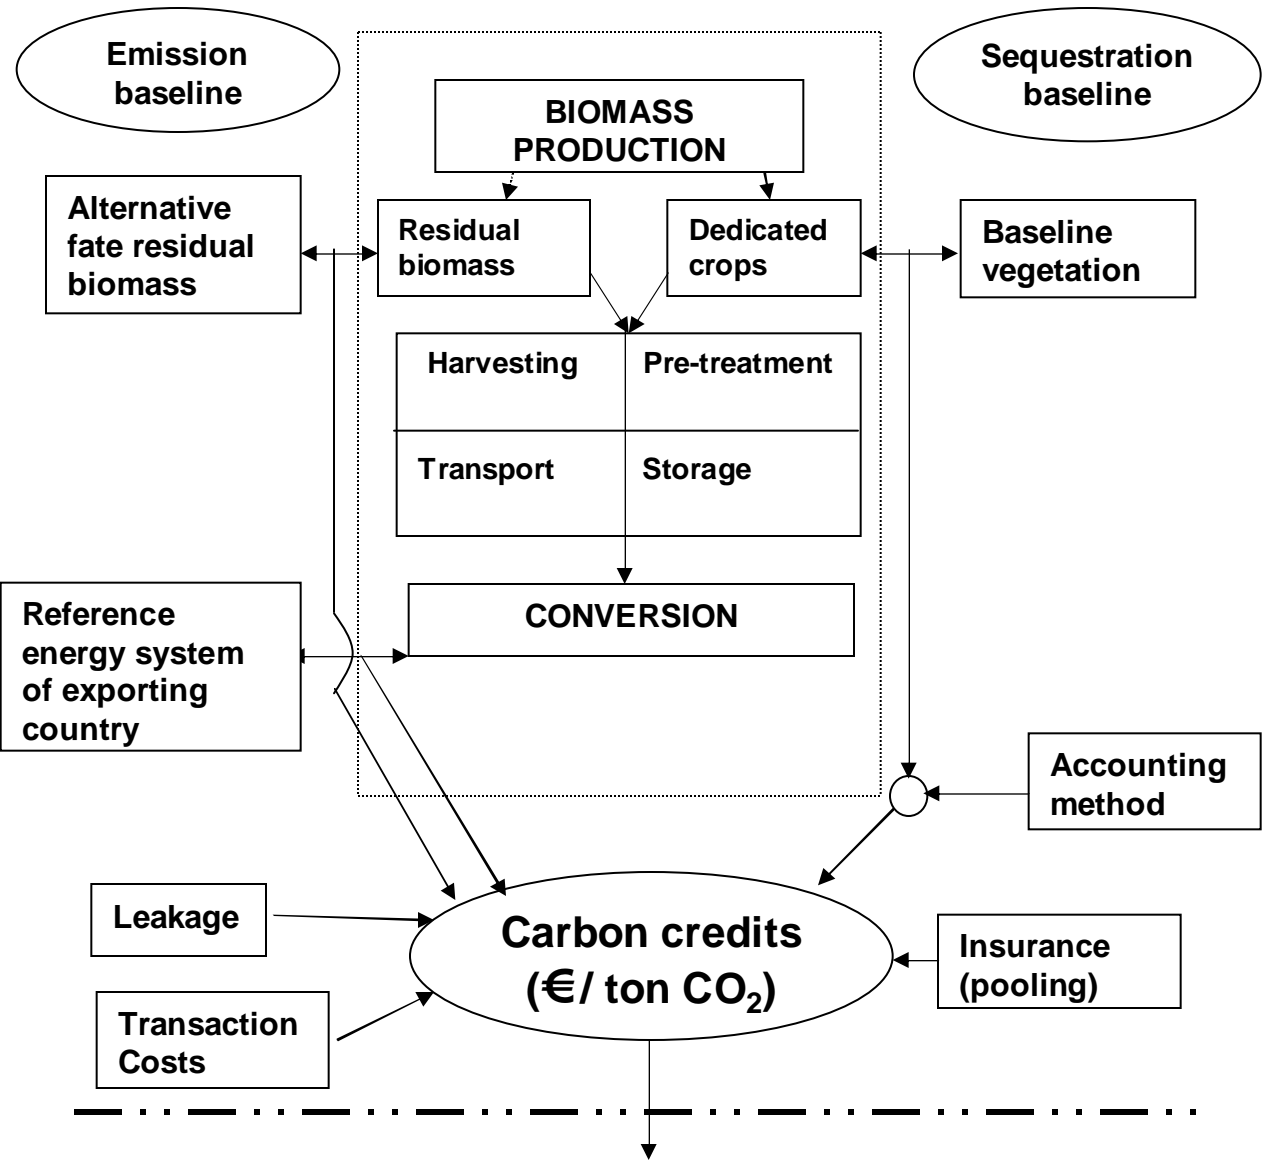 Emission
baseline
Sequestration
baseline
BIOMASS
PRODUCTION
Alternative
fate residual
biomass
Residual
biomass
Dedicated
crops
Baseline
vegetation
Harvesting
Pre-treatment
Transport
Storage
CONVERSION
Reference
energy system
of exporting
country
Accounting
method
Leakage
Carbon credits
(€/ ton CO₂)
Insurance
(pooling)
Transaction
Costs